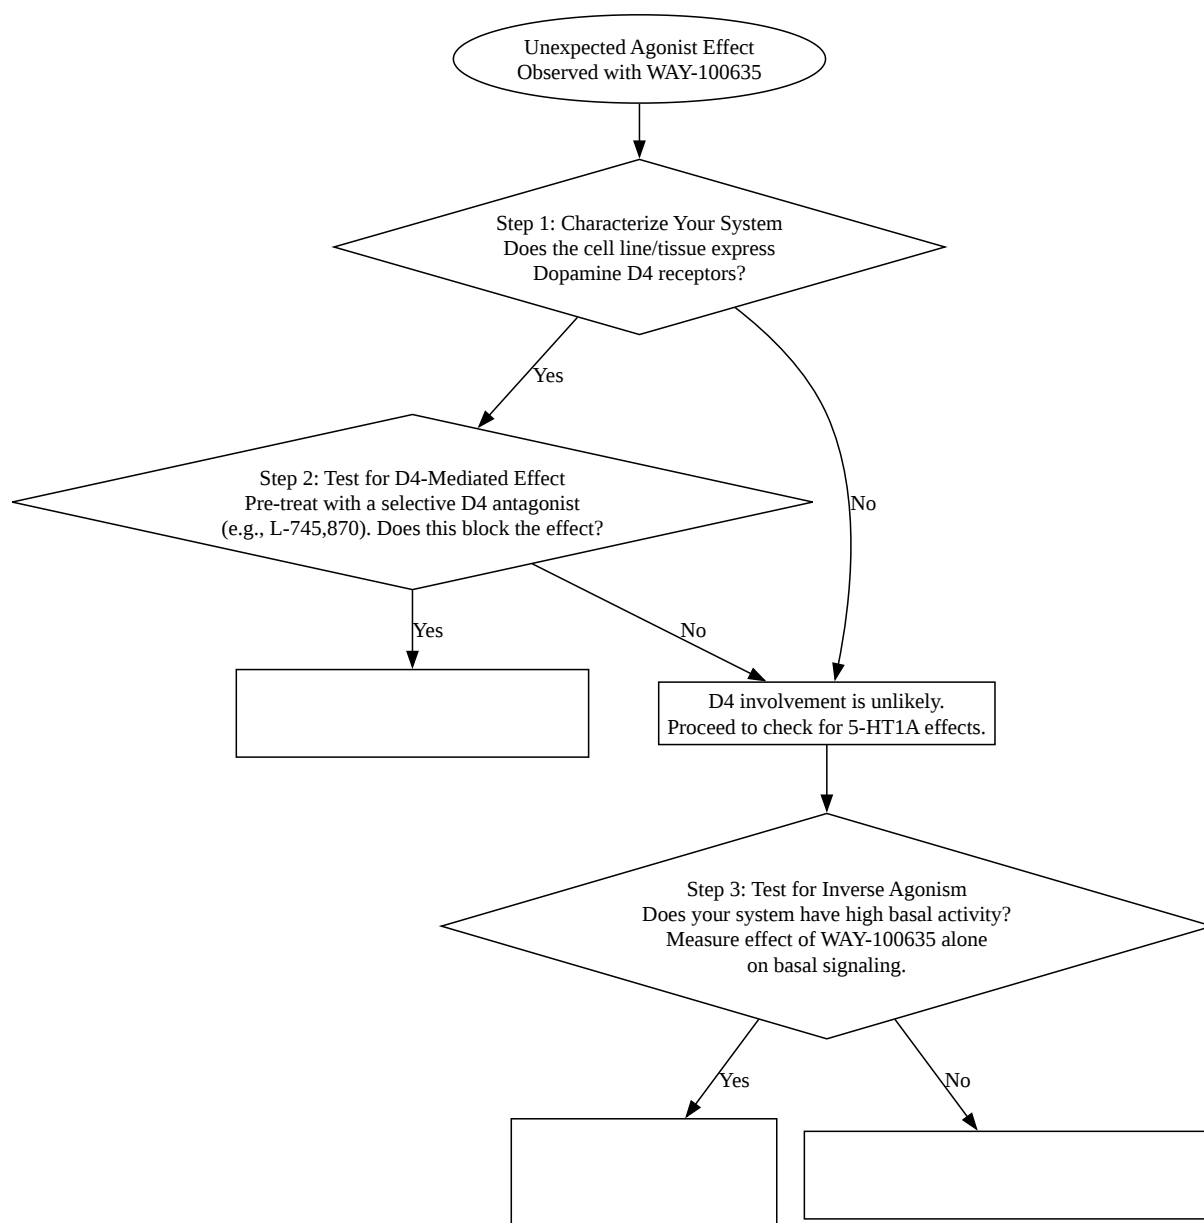 Unexpected Agonist Effect
Observed with WAY-100635
Step 1: Characterize Your System
Does the cell line/tissue express
Dopamine D4 receptors?
Yes
No
Step 2: Test for D4-Mediated Effect
Pre-treat with a selective D4 antagonist
(e.g., L-745,870). Does this block the effect?
Yes
No
D4 involvement is unlikely.
Proceed to check for 5-HT1A effects.
Step 3: Test for Inverse Agonism
Does your system have high basal activity?
Measure effect of WAY-100635 alone
on basal signaling.
Yes
No